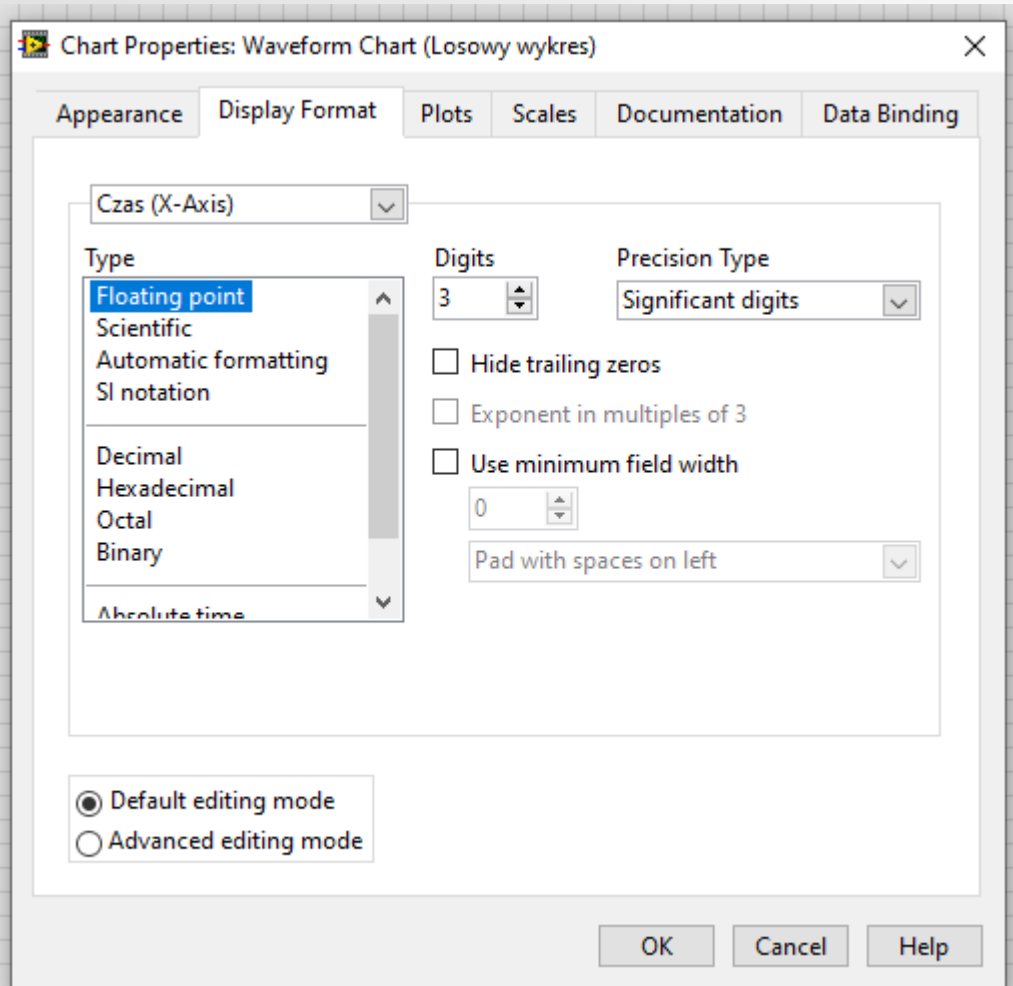 Chart Properties: Waveform Chart (Losowy wykres)
Appearance Display Format Plots Scales Documentation Data Binding
Czas (X-Axis)
Type Digits Precision Type
Floating point 3 Significant digits
Scientific
Automatic formatting
SI notation
Hide trailing zeros
Exponent in multiples of 3
Decimal
Hexadecimal
Octal
Binary
Absolute time
Use minimum field width
0
Pad with spaces on left
Default editing mode
Advanced editing mode
OK Cancel Help